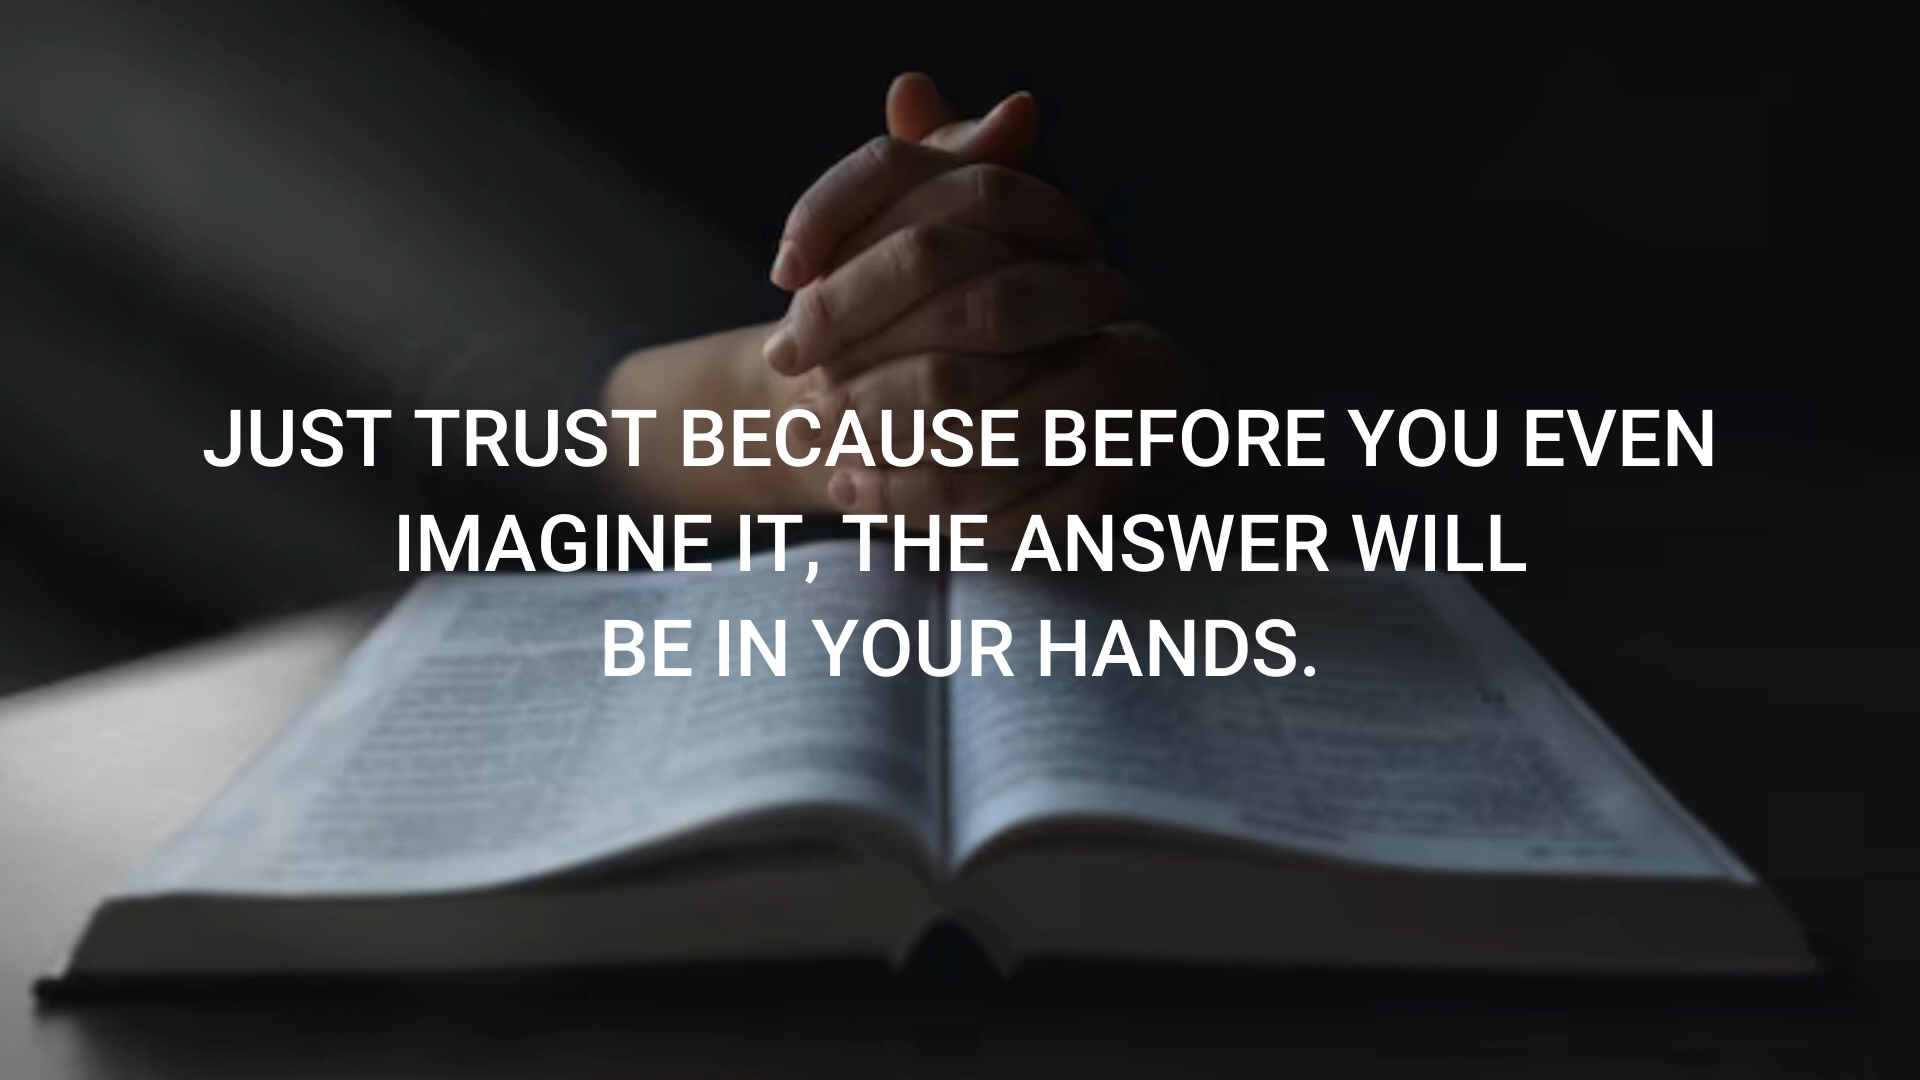 JUST TRUST BECAUSE BEFORE YOU EVEN
IMAGINE IT, THE ANSWER WILL
BE IN YOUR HANDS.